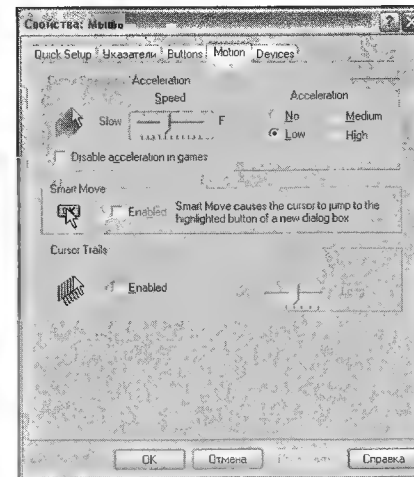 Свойства: Мышь
Quick Setup Указатели Buttons Motion Devices
Acceleration
Speed Acceleration
Slow F No Medium
Low High
Disable acceleration in games
Smart Move
Enabled Smart Move causes the cursor to jump to the
highlighted button of a new dialog box
Cursor Trails
Enabled
OK Отмена Справка